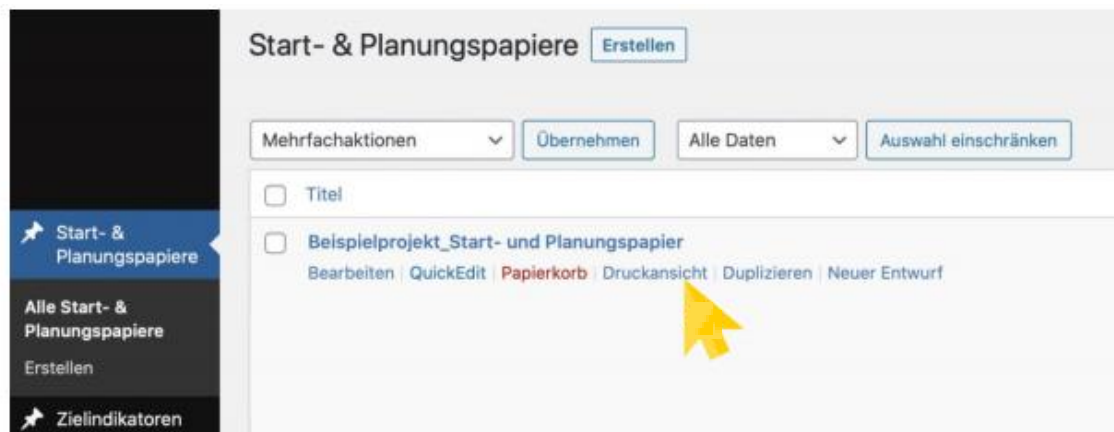 Start- & Planungspapiere Erstellen
Mehrfachaktionen Übernehmen Alle Daten Auswahl einschränken
Titel
Beispielprojekt_Start- und Planungspapier
Bearbeiten | QuickEdit | Papierkorb | Druckansicht | Duplizieren | Neuer Entwurf
Start- &
Planungspapiere
Alle Start- &
Planungspapiere
Erstellen
Zielindikatoren